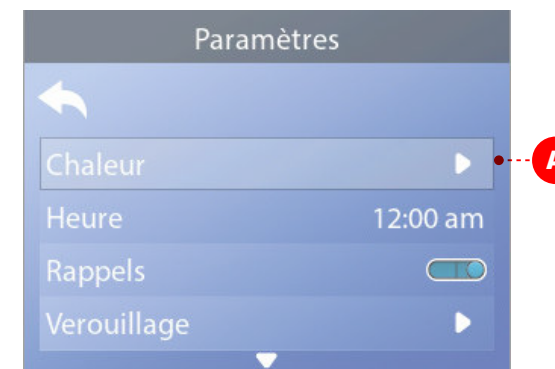 Paramètres
Chaleur
A
Heure 12:00 am
Rappels
Verouillage